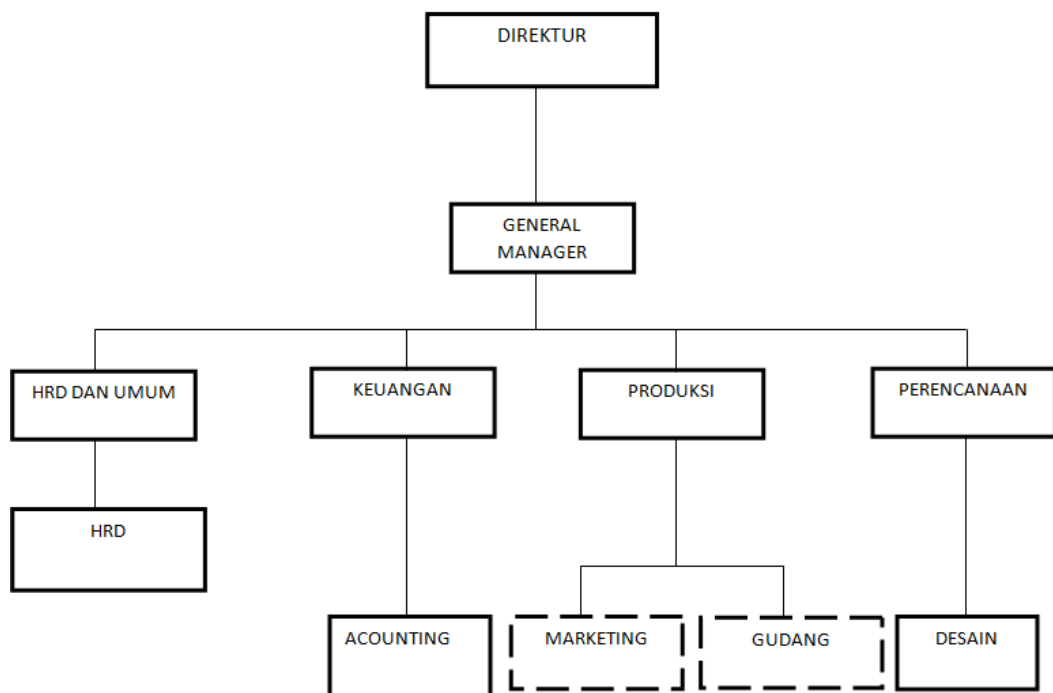 DIREKTUR
GENERAL
MANAGER
HRD DAN UMUM
KEUANGAN
PRODUKSI
PERENCANAAN
HRD
ACOUNTING
MARKETING
GUDANG
DESAIN